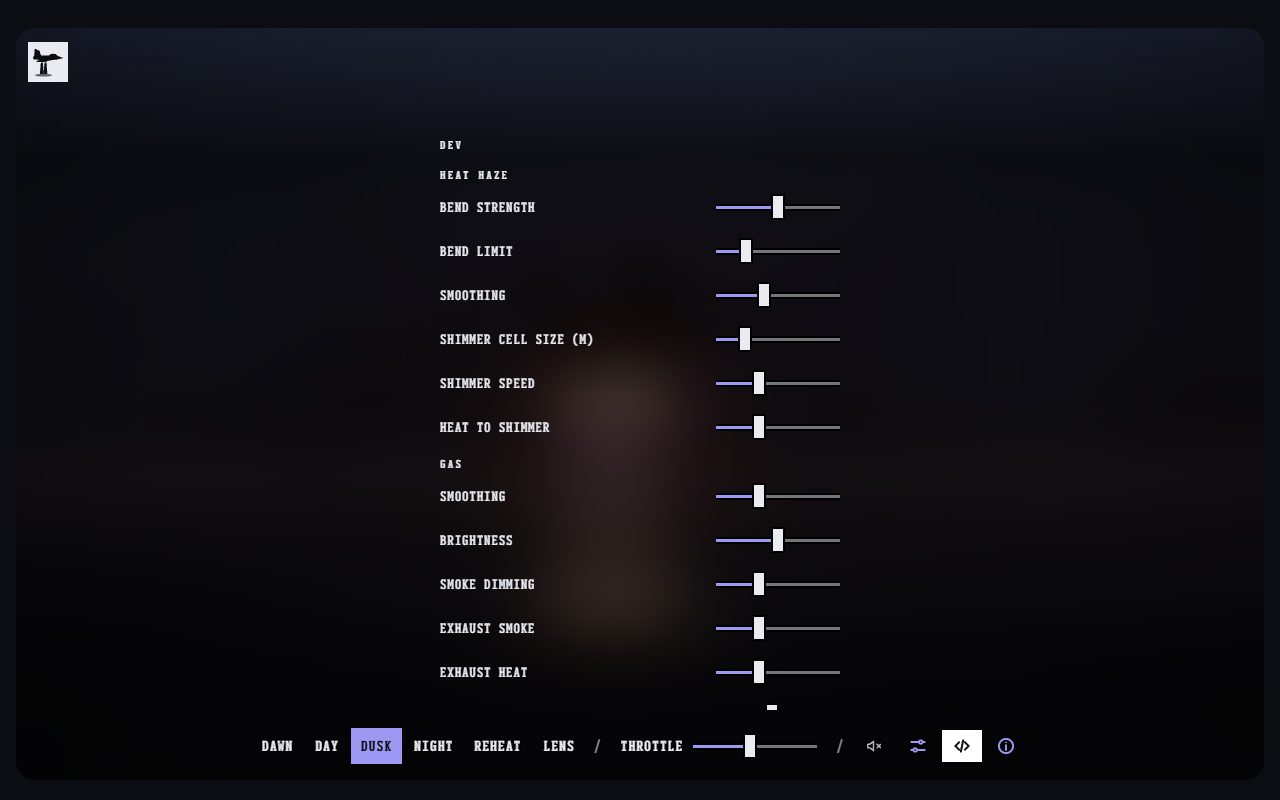 DEV
HEAT HAZE
BEND STRENGTH
BEND LIMIT
SMOOTHING
SHIMMER CELL SIZE (M)
SHIMMER SPEED
HEAT TO SHIMMER
GAS
SMOOTHING
BRIGHTNESS
SMOKE DIMMING
EXHAUST SMOKE
EXHAUST HEAT
DAWN DAY DUSK NIGHT REHEAT LENS / THROTTLE /